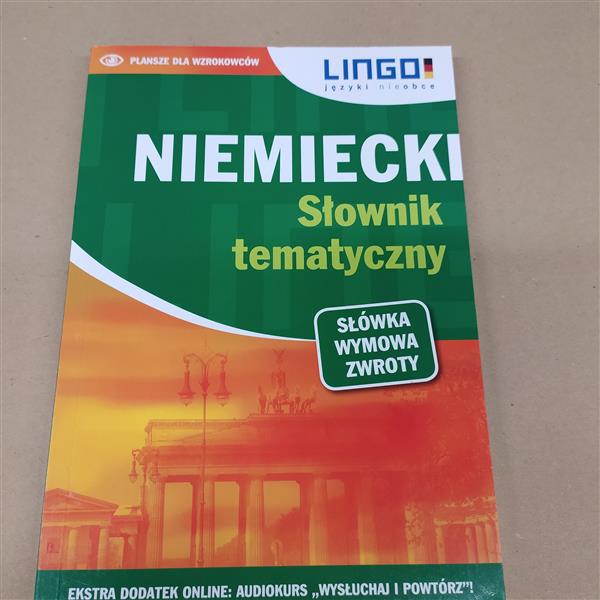 PLANSZE DLA WZROKOWCÓW
LINGO!
języki nieobce
NIEMIECKI
Słownik
tematyczny
SŁÓWKA
WYMOWA
ZWROTY
EKSTRA DODATEK ONLINE: AUDIOKURS „WYSŁUCHAJ I POWTÓRZ”!